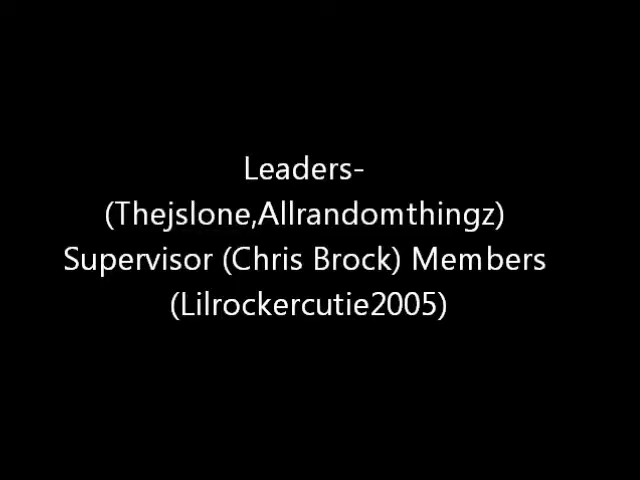 Leaders-
(Thejslone,Allrandomthingz)
Supervisor (Chris Brock) Members
(Lilrockercutie2005)